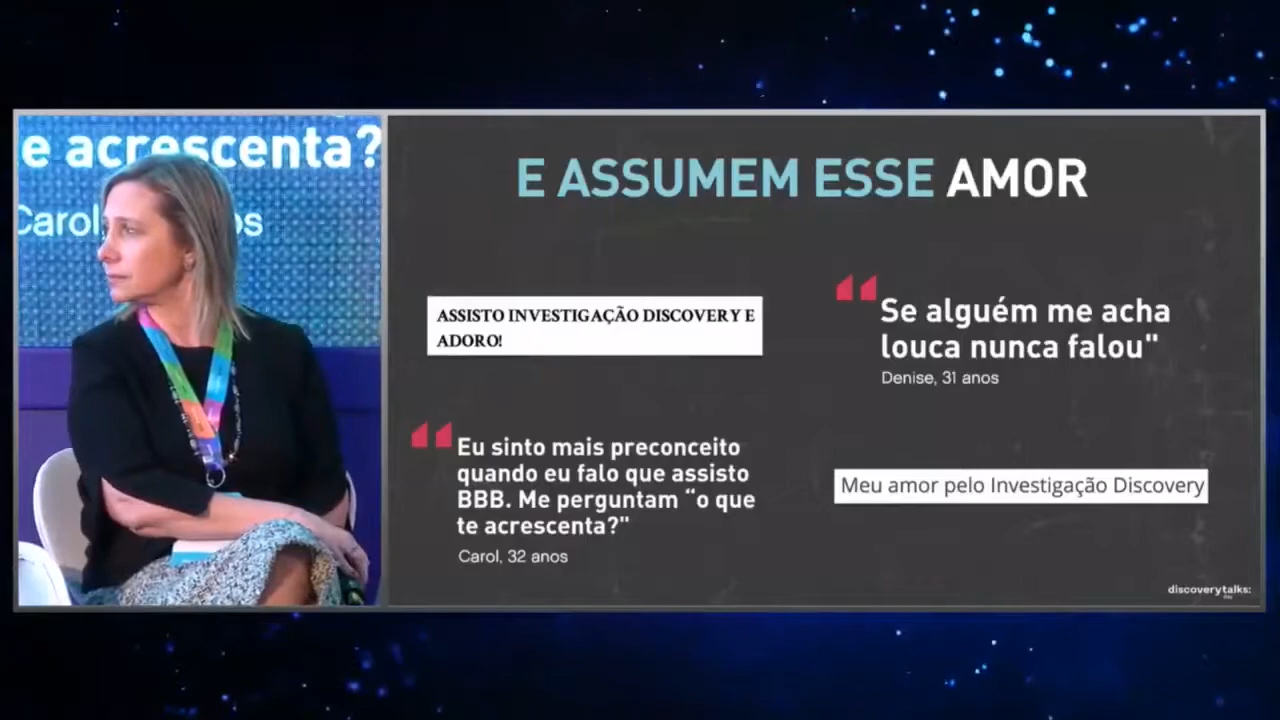 e acrescenta?
Carol,
os
E ASSUMEM ESSE AMOR
ASSISTO INVESTIGAÇÃO DISCOVERY E
ADORO!
Se alguém me acha
louca nunca falou"
Denise, 31 anos
Eu sinto mais preconceito
quando eu falo que assisto
BBB. Me perguntam “o que
te acrescenta?"
Carol, 32 anos
Meu amor pelo Investigação Discovery
discoverytalks: